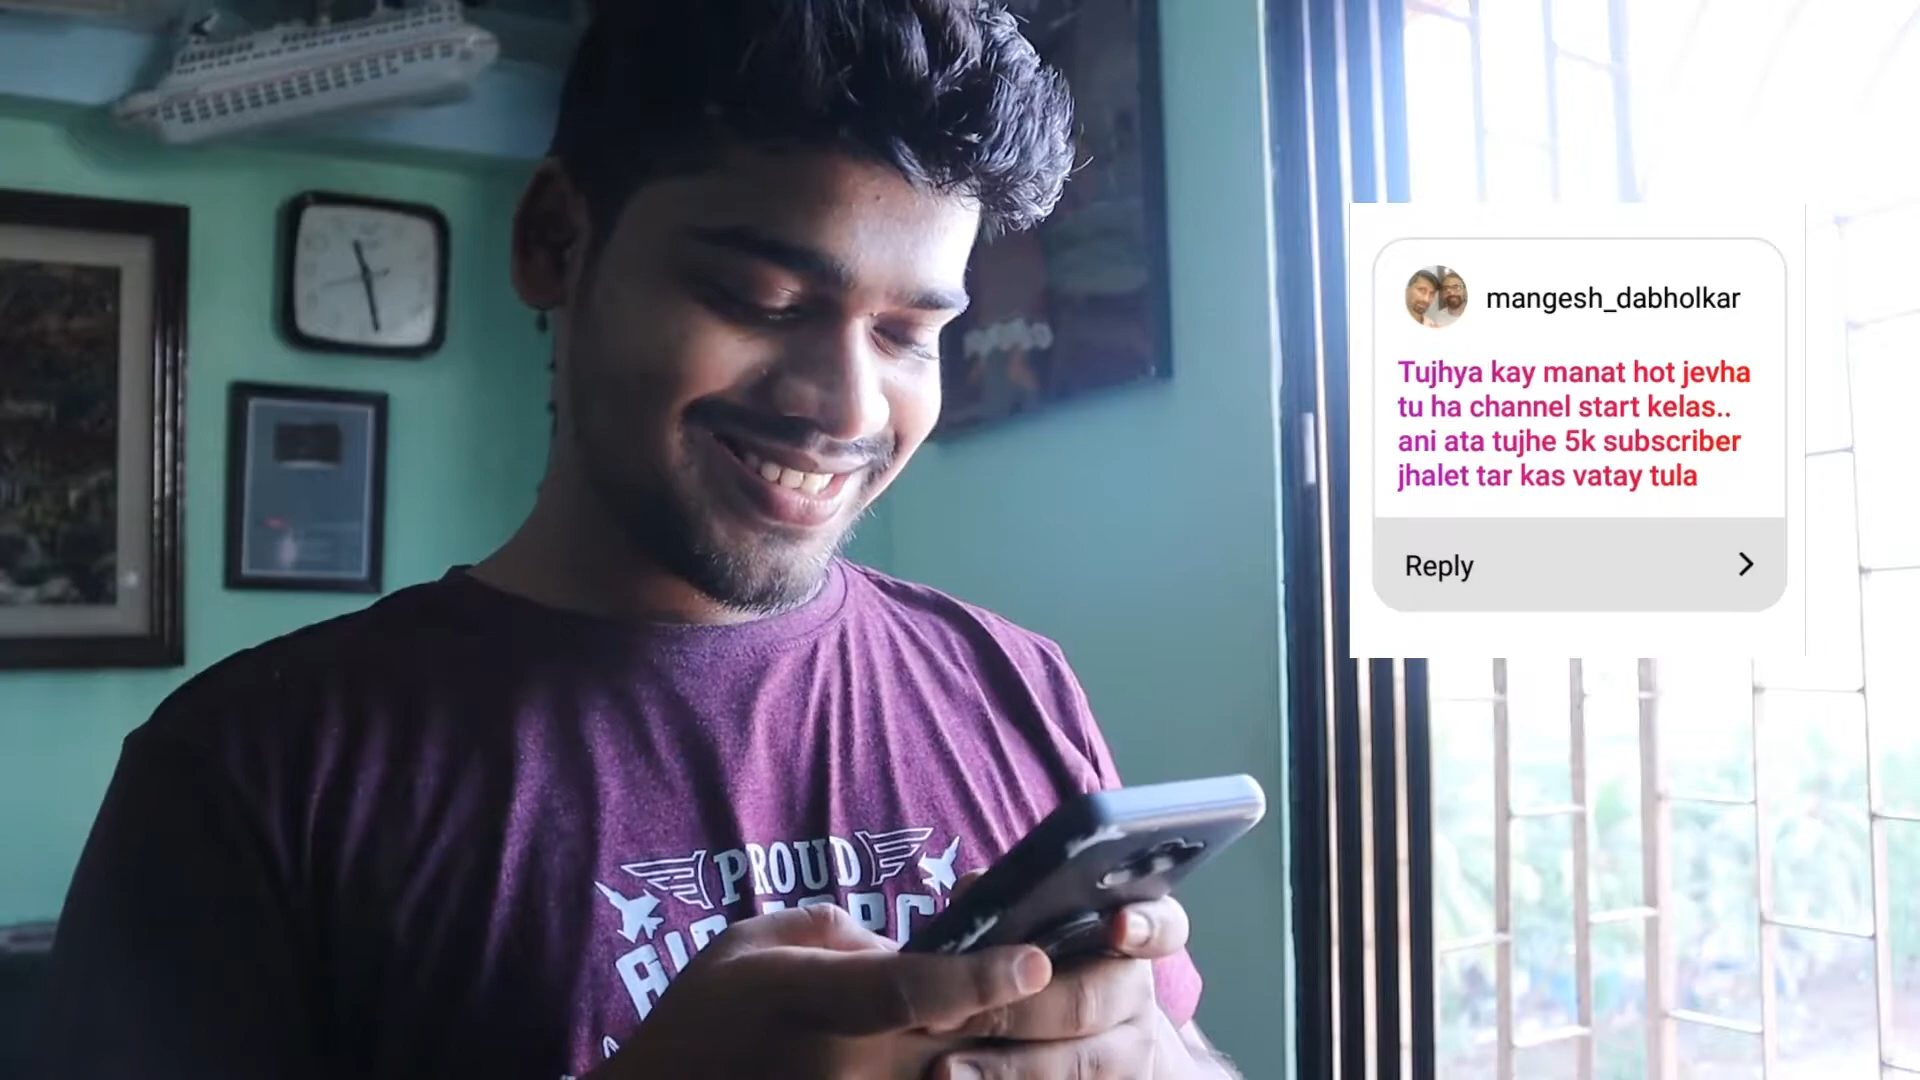 mangesh_dabholkar
Tujhya kay manat hot jevha
tu ha channel start kelas..
ani ata tujhe 5k subscriber
jhalet tar kas vatay tula
Reply
PROUD